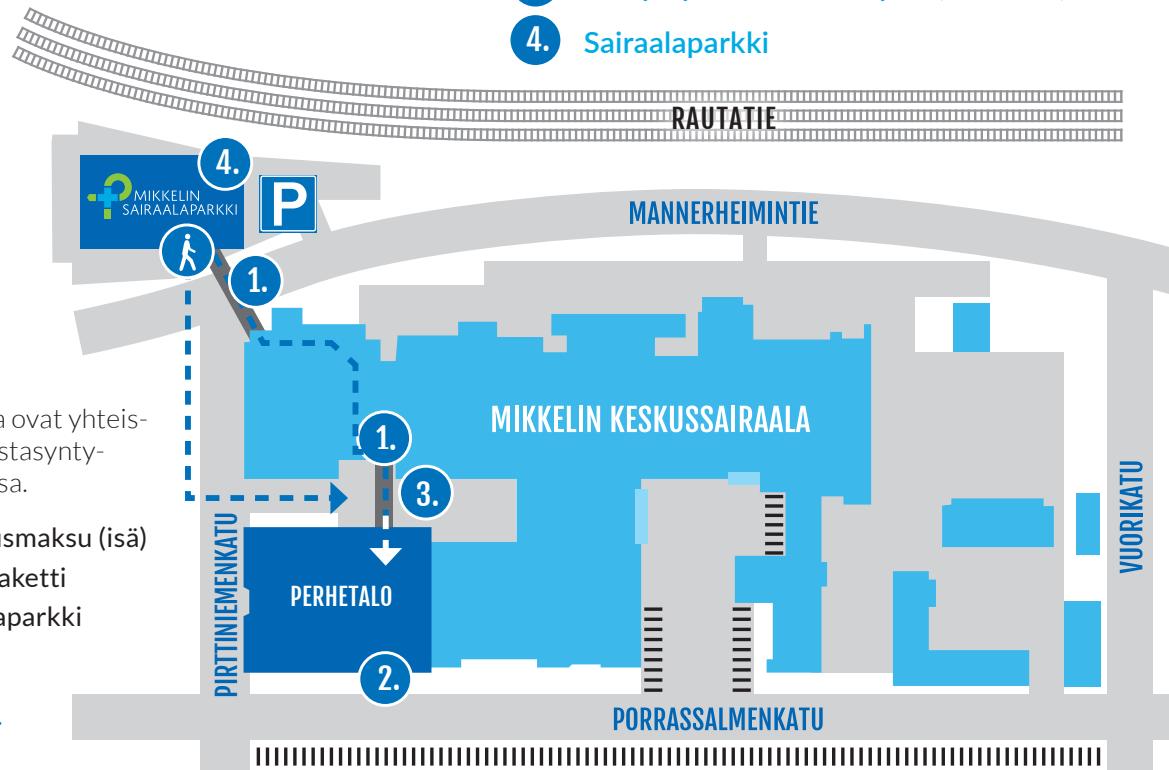 4. Sairaalaparkki
RAUTATIE
4.
MIKKELIN
SAIRAALAPARKKI
P
MANNERHEIMINTIE
1.
a ovat yhteis-
stasynty-
sa.
MIKKELIN KESKUSSAIRAALA
1.
3.
usmaksu (isä)
aketti
aparkki
PERHETALO
2.
PIRTTINIEMENKATU
VUORIKATU
PORRASSALMENKATU